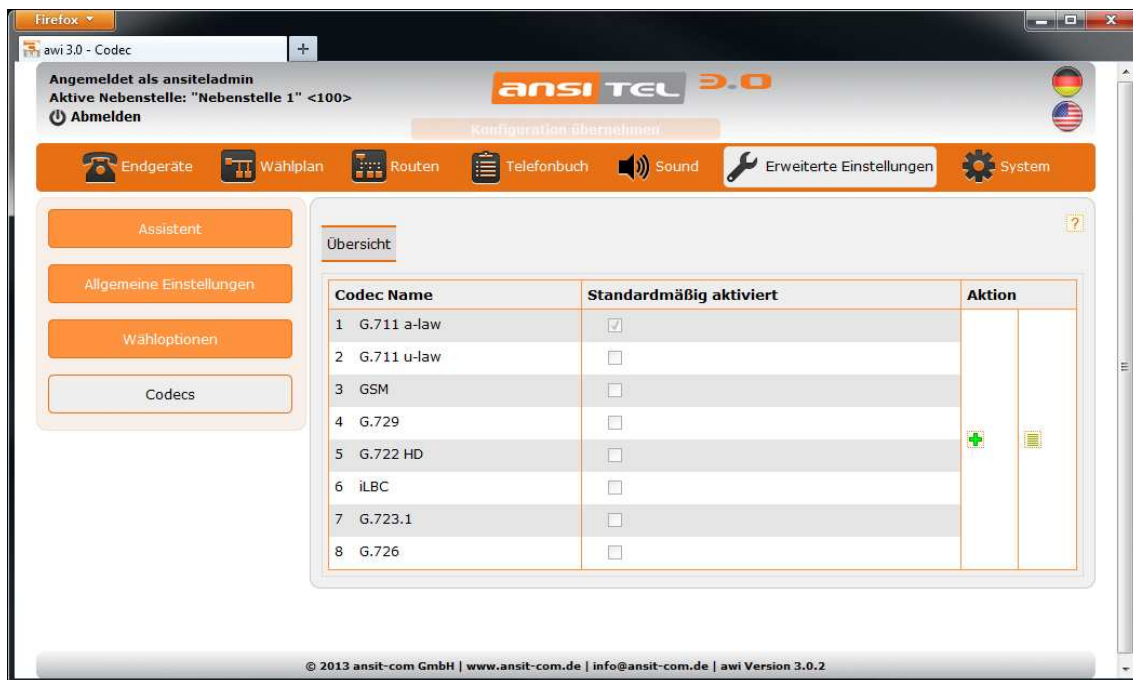 Firefox
awi 3.0 - Codec
Angemeldet als ansiteladmin
Aktive Nebenstelle: "Nebenstelle 1" <100>
Abmelden
ansi TEL 3.0
Konfiguration übernehmen
Endgeräte Wählplan Routen Telefonbuch Sound Erweiterte Einstellungen System
Assistent
Allgemeine Einstellungen
Wähloptionen
Codecs
?
Übersicht
Codec Name Standardmäßig aktiviert Aktion
1 G.711 a-law
2 G.711 u-law
3 GSM
4 G.729
5 G.722 HD
6 iLBC
7 G.723.1
8 G.726
© 2013 ansit-com GmbH | www.ansit-com.de | info@ansit-com.de | awi Version 3.0.2